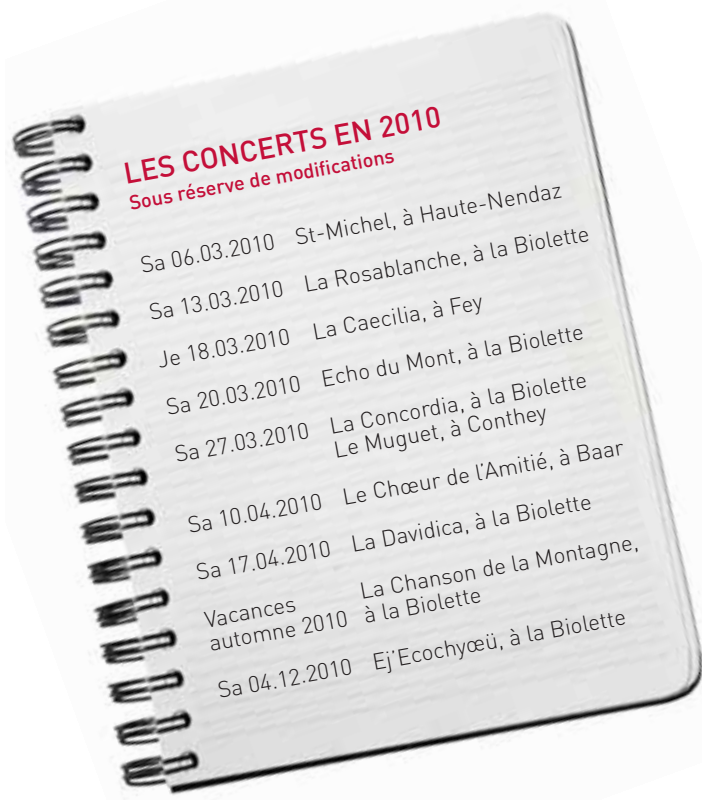 LES CONCERTS EN 2010
Sous réserve de modifications
Sa 06.03.2010 St-Michel, à Haute-Nendaz
Sa 13.03.2010 La Rosablanche, à la Biolette
Je 18.03.2010 La Caecilia, à Fey
Sa 20.03.2010 Echo du Mont, à la Biolette
Sa 27.03.2010 La Concordia, à la Biolette
Le Muguet, à Conthey
Sa 10.04.2010 Le Chœur de l'Amitié, à Baar
Sa 17.04.2010 La Davidica, à la Biolette
Vacances La Chanson de la Montagne,
automne 2010 à la Biolette
Sa 04.12.2010 Ej'Ecochyœü, à la Biolette